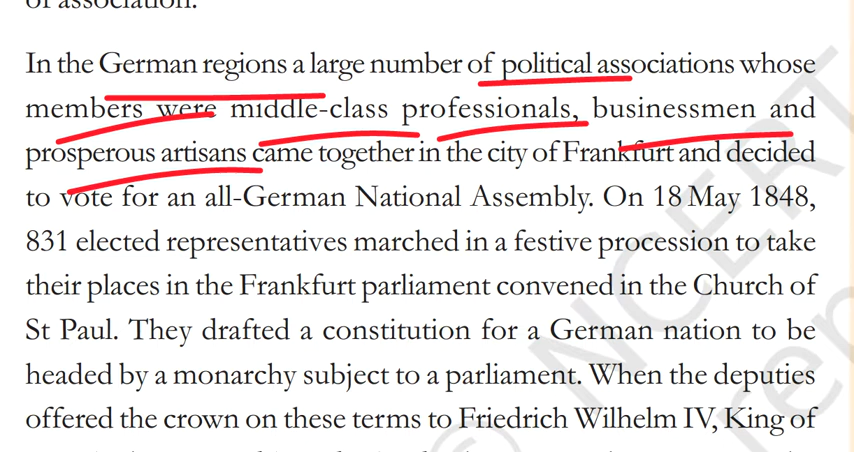 of association.
In the German regions a large number of political associations whose
members were middle-class professionals, businessmen and
prosperous artisans came together in the city of Frankfurt and decided
to vote for an all-German National Assembly. On 18 May 1848,
831 elected representatives marched in a festive procession to take
their places in the Frankfurt parliament convened in the Church of
St Paul. They drafted a constitution for a German nation to be
headed by a monarchy subject to a parliament. When the deputies
offered the crown on these terms to Friedrich Wilhelm IV, King of
© NCERT